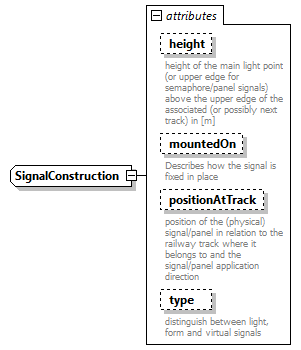 attributes
height
height of the main light point
(or upper edge for
semaphore/panel signals)
above the upper edge of the
associated (or possibly next
track) in [m]
mountedOn
Describes how the signal is
fixed in place
SignalConstruction
positionAtTrack
position of the (physical)
signal/panel in relation to the
railway track where it
belongs to and the
signal/panel application
direction
type
distinguish between light,
form and virtual signals